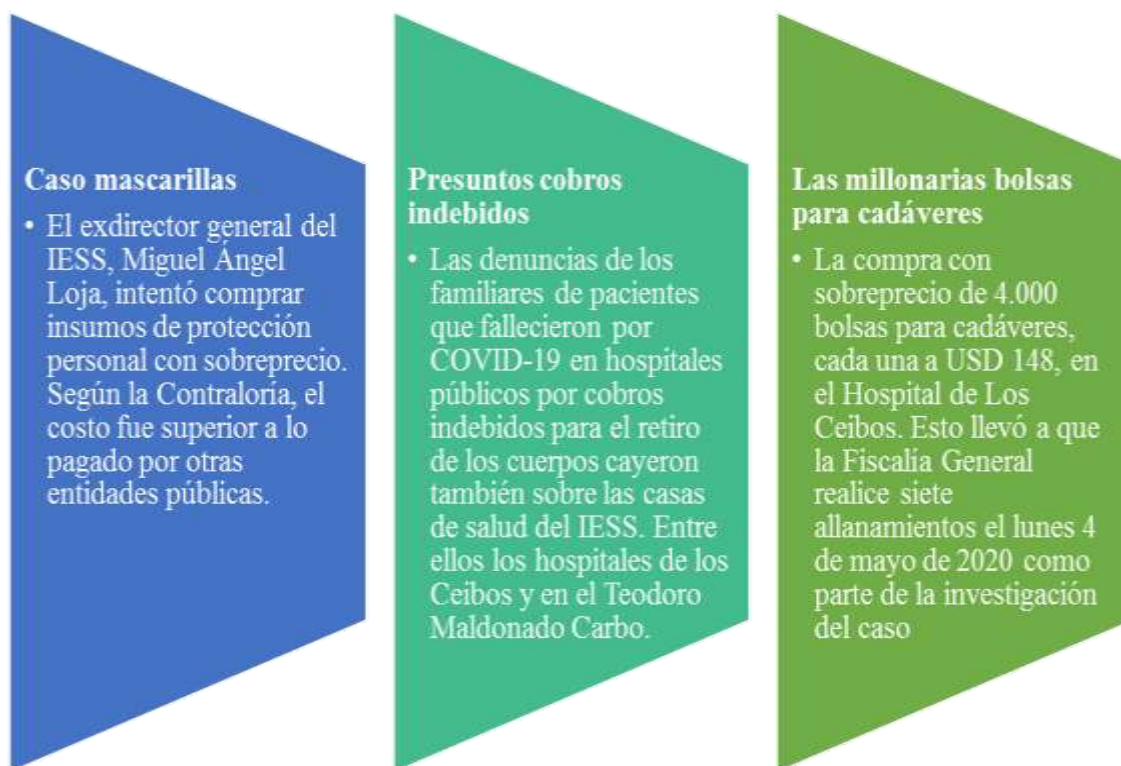 Caso mascarillas
• El exdirector general del
IESS, Miguel Ángel
Loja, intentó comprar
insumos de protección
personal con sobreprecio.
Según la Contraloría, el
costo fue superior a lo
pagado por otras
entidades públicas.
Presuntos cobros
indebidos
• Las denuncias de los
familiares de pacientes
que fallecieron por
COVID-19 en hospitales
públicos por cobros
indebidos para el retiro
de los cuerpos cayeron
también sobre las casas
de salud del IESS. Entre
ellos los hospitales de los
Ceibos y en el Teodoro
Maldonado Carbo.
Las millonarias bolsas
para cadáveres
• La compra con
sobreprecio de 4.000
bolsas para cadáveres,
cada una a USD 148, en
el Hospital de Los
Ceibos. Esto llevó a que
la Fiscalía General
realice siete
allanamientos el lunes 4
de mayo de 2020 como
parte de la investigación
del caso